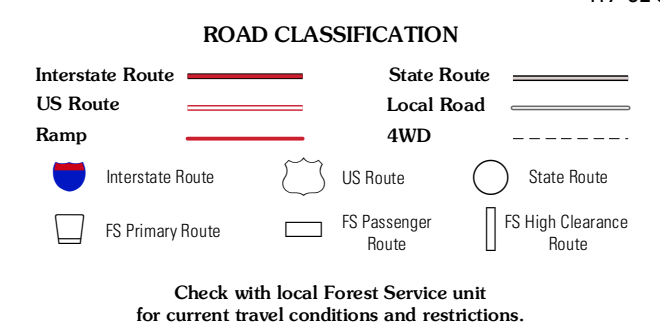 ROAD CLASSIFICATION
Interstate Route
State Route
US Route
Local Road
Ramp
4WD
Interstate Route
US Route
State Route
FS Primary Route
FS Passenger
Route
FS High Clearance
Route
Check with local Forest Service unit
for current travel conditions and restrictions.